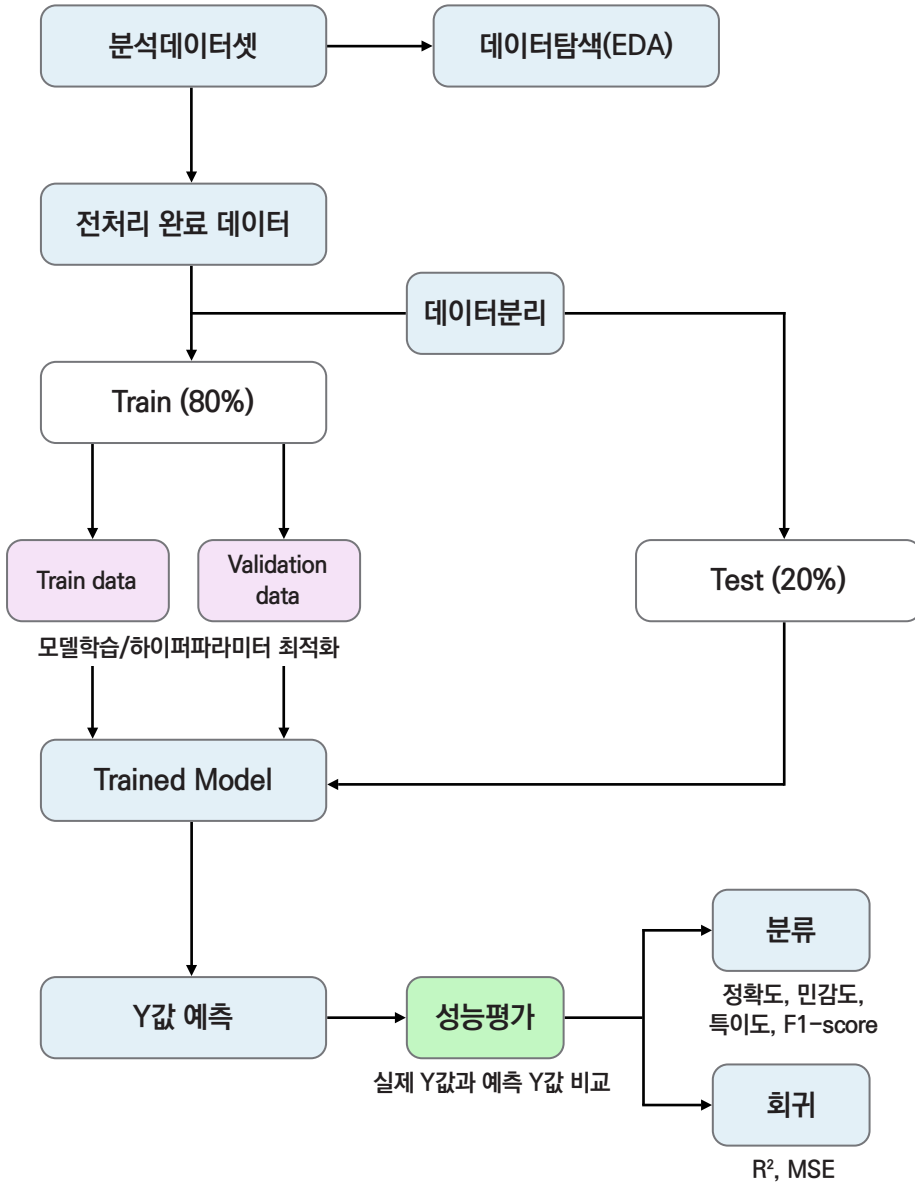 분석데이터셋
데이터탐색(EDA)
전처리 완료 데이터
데이터분리
Train (80%)
Train data
Validation
data
모델학습/하이퍼파라미터 최적화
Test (20%)
Trained Model
Y값 예측
성능평가
실제 Y값과 예측 Y값 비교
분류
정확도, 민감도,
특이도, F1-score
회귀
R², MSE